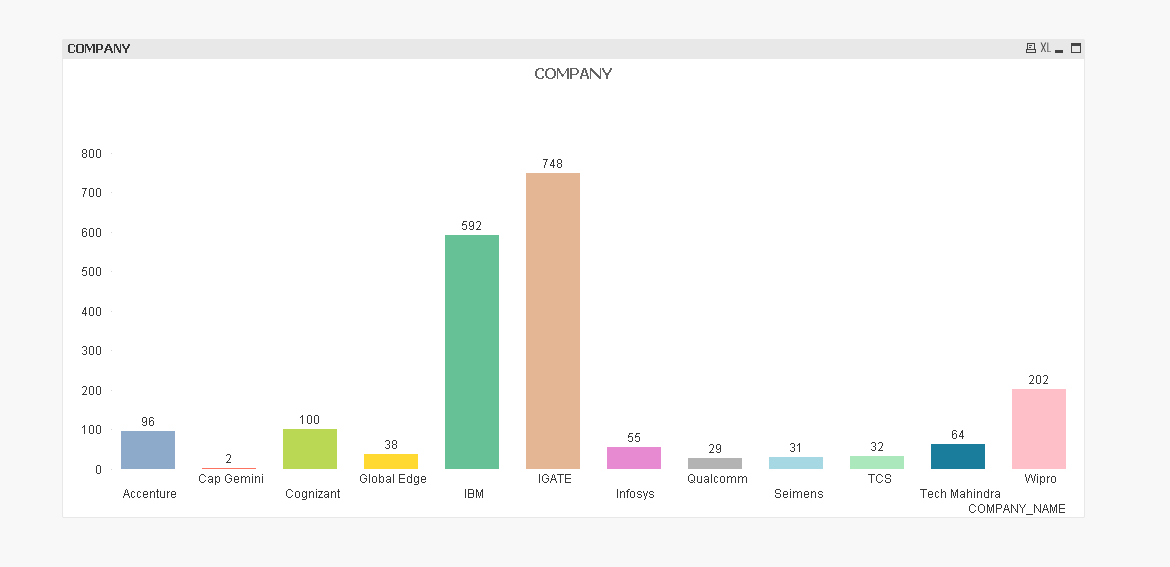 COMPANY
XL
COMPANY
800
700
600
500
400
300
200
100
0
96
2
100
38
592
748
55
29
31
32
64
202
Accenture
Cap Gemini
Cognizant
Global Edge
IBM
IGATE
Infosys
Qualcomm
Seimens
TCS
Tech Mahindra
Wipro
COMPANY_NAME